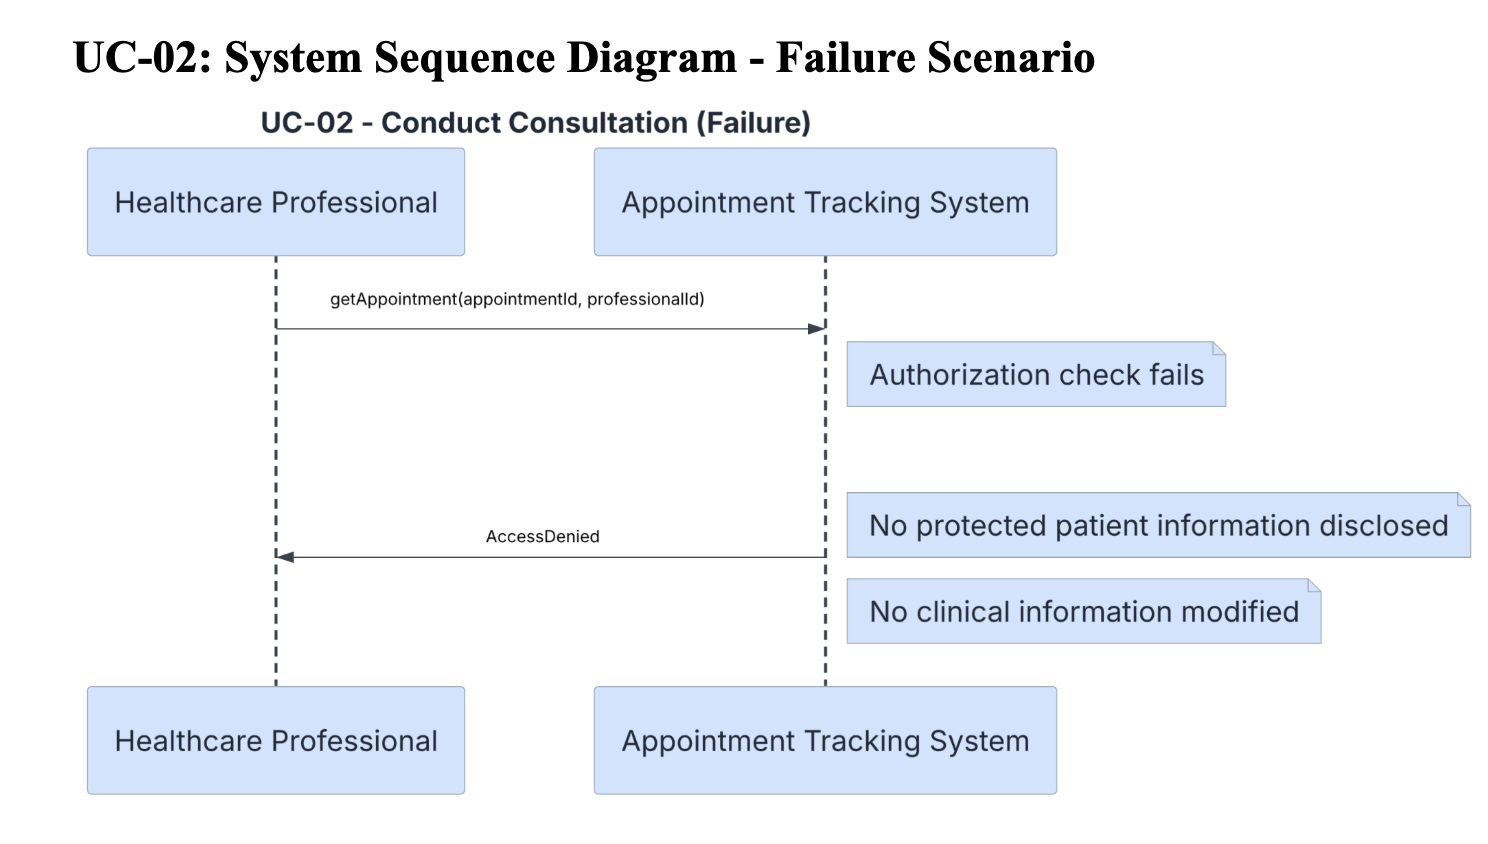 UC-02: System Sequence Diagram - Failure Scenario
UC-02 - Conduct Consultation (Failure)
Healthcare Professional
Appointment Tracking System
getAppointment(appointmentId, professionalId)
Authorization check fails
No protected patient information disclosed
AccessDenied
No clinical information modified
Healthcare Professional
Appointment Tracking System